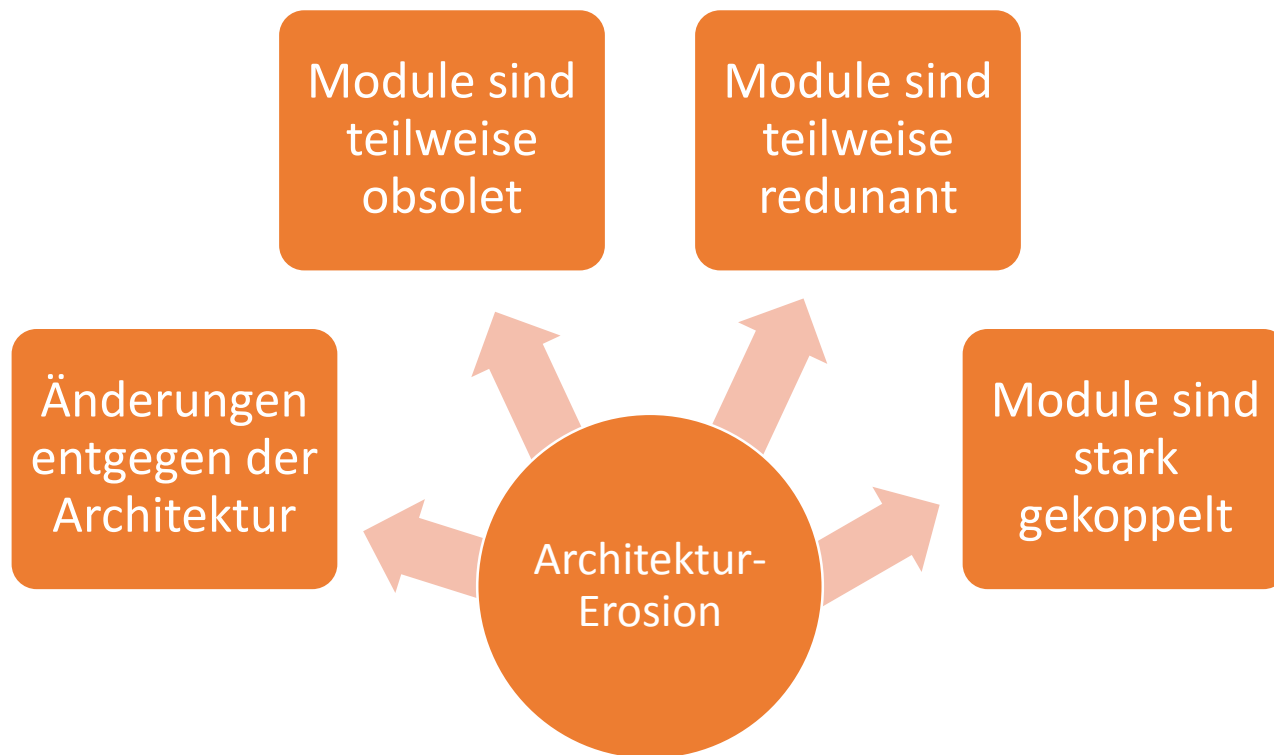 Module sind
teilweise
obsolet
Module sind
teilweise
redunant
Änderungen
entgegen der
Architektur
Module sind
stark
gekoppelt
Architektur-
Erosion